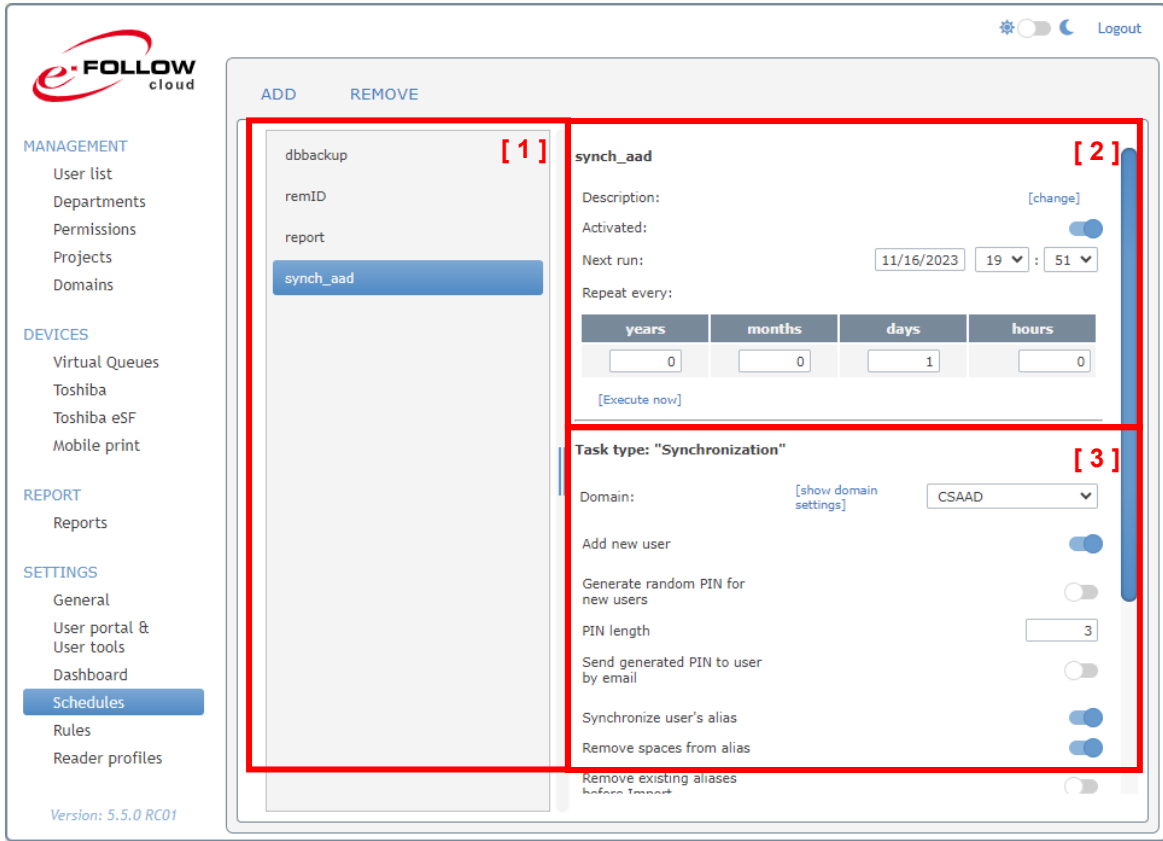 Logout
e-FOLLOW
cloud
ADD REMOVE
MANAGEMENT
User list
Departments
Permissions
Projects
Domains
DEVICES
Virtual Queues
Toshiba
Toshiba eSF
Mobile print
REPORT
Reports
SETTINGS
General
User portal &
User tools
Dashboard
Schedules
Rules
Reader profiles
Version: 5.5.0 RC01
[ 1 ]
dbbackup
remID
report
synch_aad
[ 2 ]
synch_aad
Description: [change]
Activated:
Next run: 11/16/2023 19 : 51
Repeat every:
years months days hours
0 0 1 0
[Execute now]
Task type: "Synchronization"
[ 3 ]
Domain: [show domain
settings] CSAAD
Add new user
Generate random PIN for
new users
PIN length 3
Send generated PIN to user
by email
Synchronize user's alias
Remove spaces from alias
Remove existing aliases
before Import